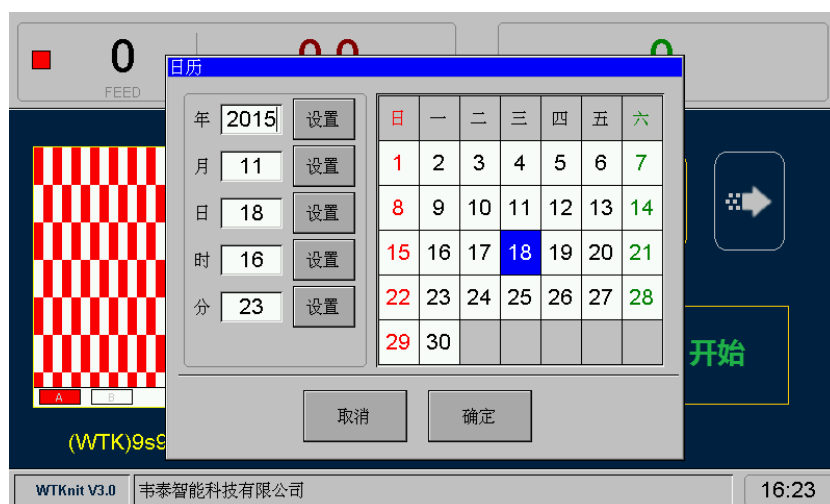 0
FEED
日历
年 2015 设置
月 11 设置
日 18 设置
时 16 设置
分 23 设置
日 一 二 三 四 五 六
1 2 3 4 5 6 7
8 9 10 11 12 13 14
15 16 17 18 19 20 21
22 23 24 25 26 27 28
29 30
取消 确定
开始
A B
(WTK)9s9
WTKnit V3.0 韦泰智能科技有限公司 16:23